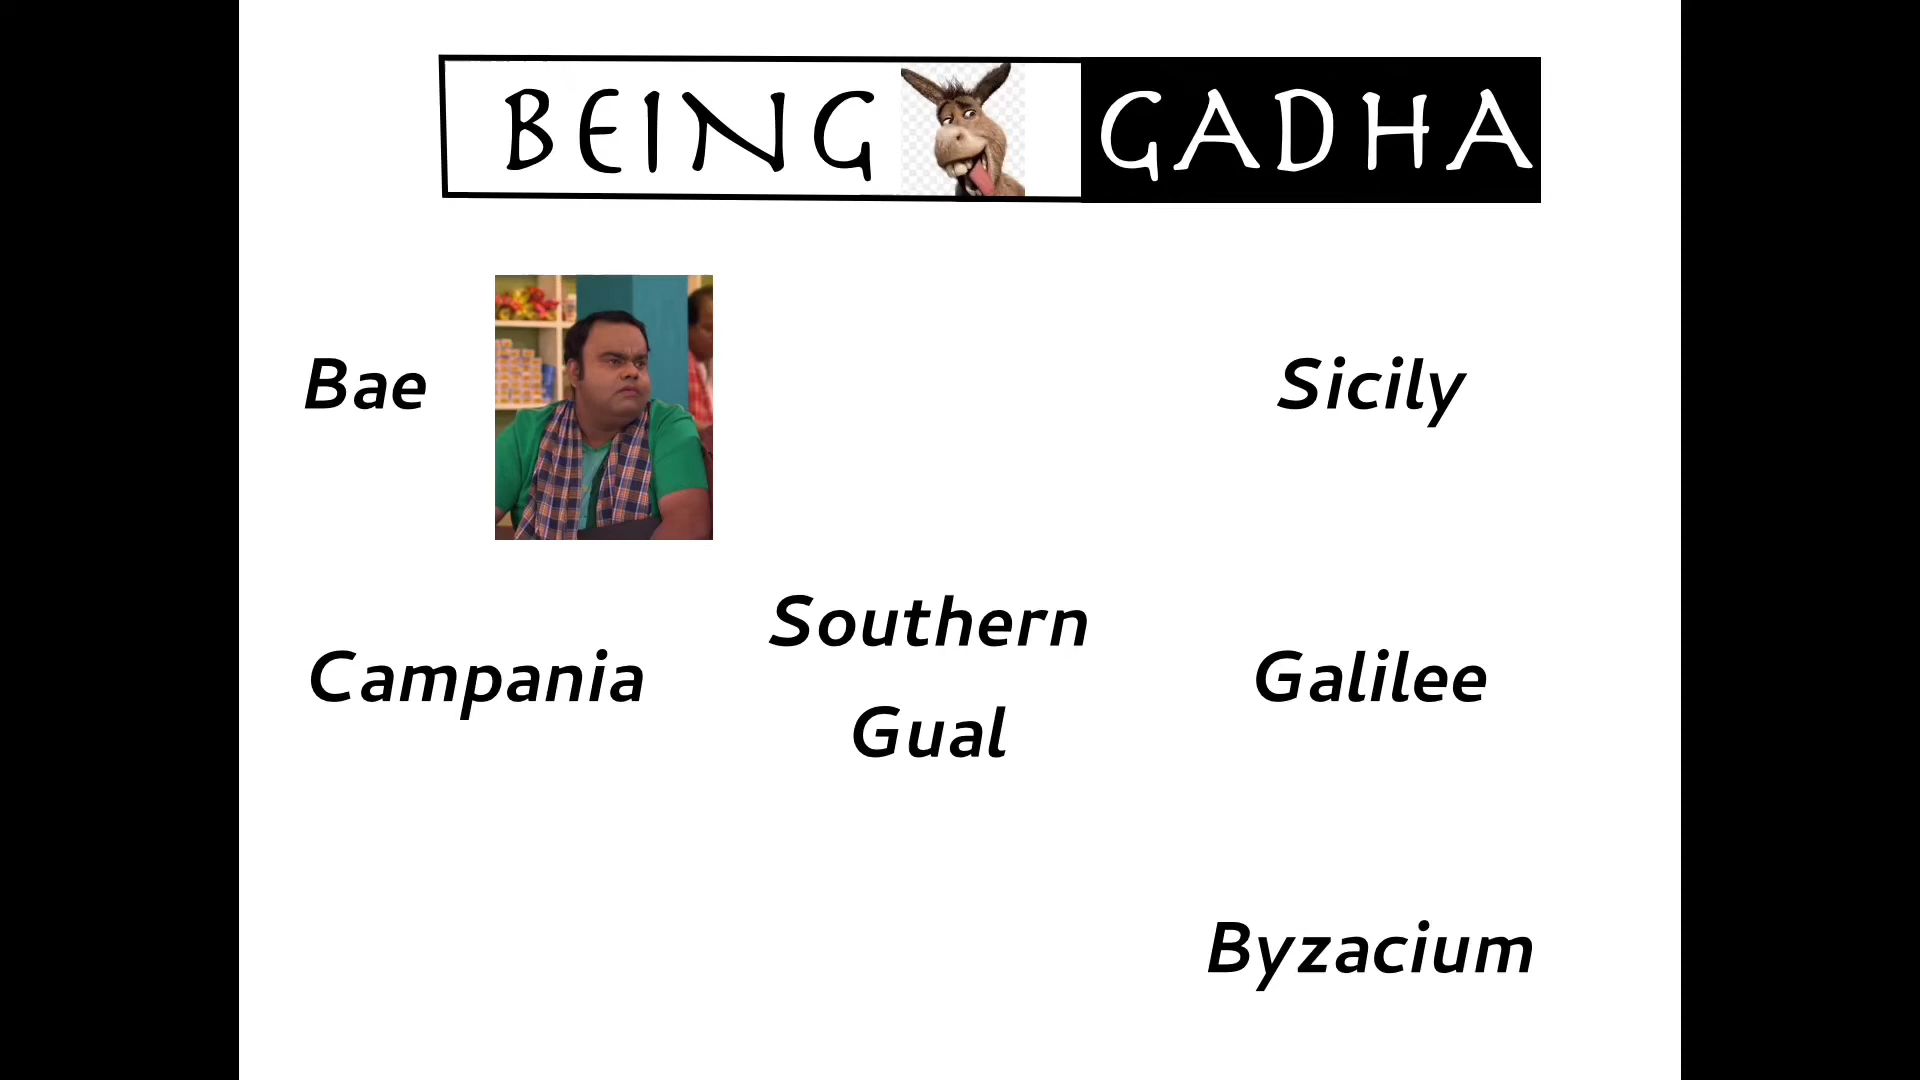 BEING GADHA
Bae
Sicily
Campania
Southern
Gual
Galilee
Byzacium